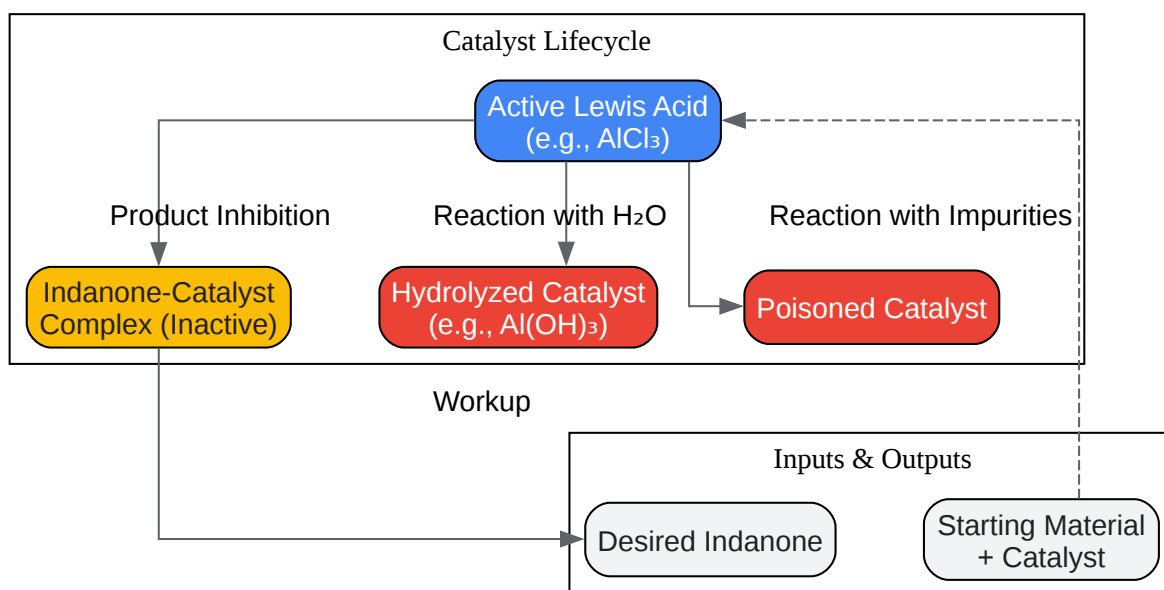 Catalyst Lifecycle
Active Lewis Acid
(e.g., AlCl₃)
Product Inhibition
Reaction with H₂O
Reaction with Impurities
Indanone-Catalyst
Complex (Inactive)
Hydrolyzed Catalyst
(e.g., Al(OH)₃)
Poisoned Catalyst
Workup
Inputs & Outputs
Desired Indanone
Starting Material
+ Catalyst